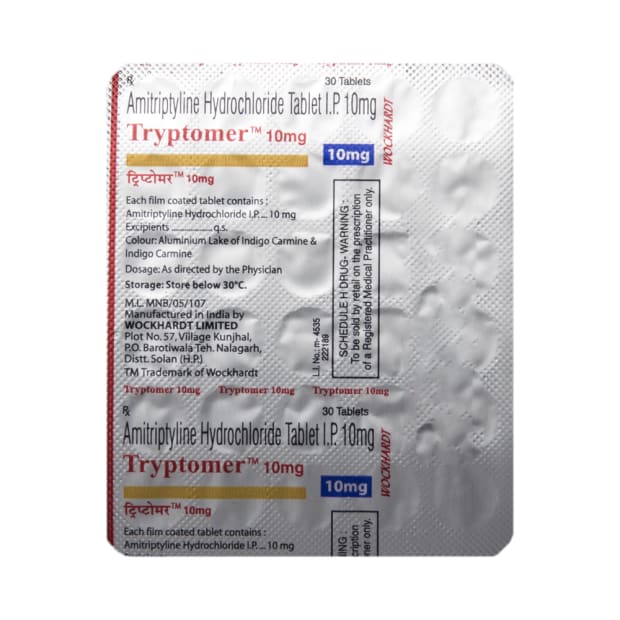 ℞ 30 Tablets
Amitriptyline Hydrochloride Tablet I.P. 10mg
Tryptomer™ 10mg
10mg
WOCKHARDT
ट्रिप्टोमर™ 10mg
Each film coated tablet contains :
Amitriptyline Hydrochloride I.P. ... 10 mg
Excipients ................. q.s.
Colour: Aluminium Lake of Indigo Carmine &
Indigo Carmine
Dosage: As directed by the Physician
Storage: Store below 30°C.
M.L. MNB/05/107
Manufactured in India by
WOCKHARDT LIMITED
Plot No. 57, Village Kunjhal,
P.O. Barotiwala Teh. Nalagarh,
Distt. Solan (H.P.)
TM Trademark of Wockhardt
L.I. No.: m- 4535
222189
SCHEDULE H DRUG- WARNING :
To be sold by retail on the prescription
of a Registered Medical Practitioner only.
Tryptomer 10mg Tryptomer 10mg Tryptomer 10mg
℞ 30 Tablets
Amitriptyline Hydrochloride Tablet I.P. 10mg
Tryptomer™ 10mg
10mg
WOCKHARDT
ट्रिप्टोमर™ 10mg
Each film coated tablet contains :
Amitriptyline Hydrochloride I.P. ... 10 mg